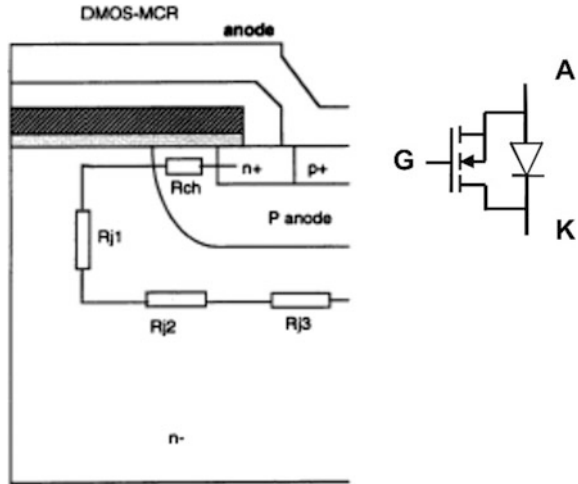 DMOS-MCR
anode
A
G
K
Rch
n+
p+
P anode
Rj1
Rj2
Rj3
n-